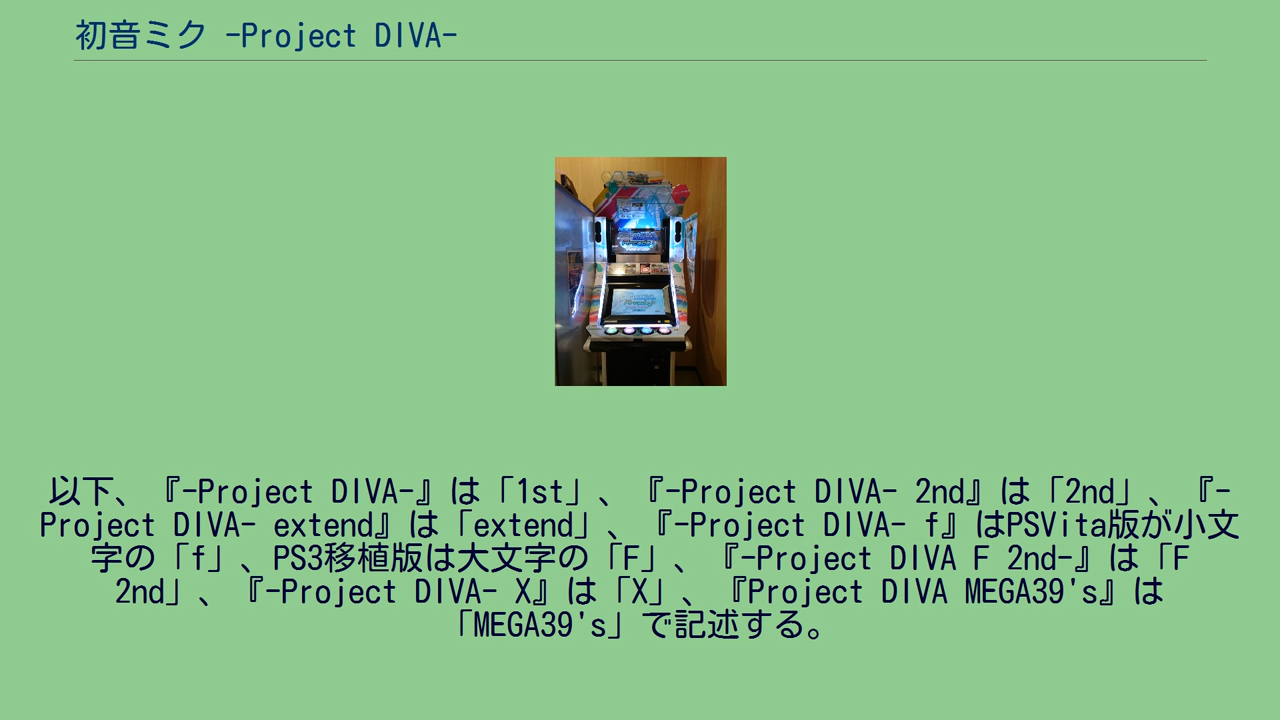 初音ミク -Project DIVA-
以下、『-Project DIVA-』は「1st」、『-Project DIVA- 2nd』は「2nd」、『-
Project DIVA- extend』は「extend」、『-Project DIVA- f』はPSVita版が小文
字の「f」、PS3移植版は大文字の「F」、『-Project DIVA F 2nd-』は「F
2nd」、『-Project DIVA- X』は「X」、『Project DIVA MEGA39's』は
「MEGA39's」で記述する。